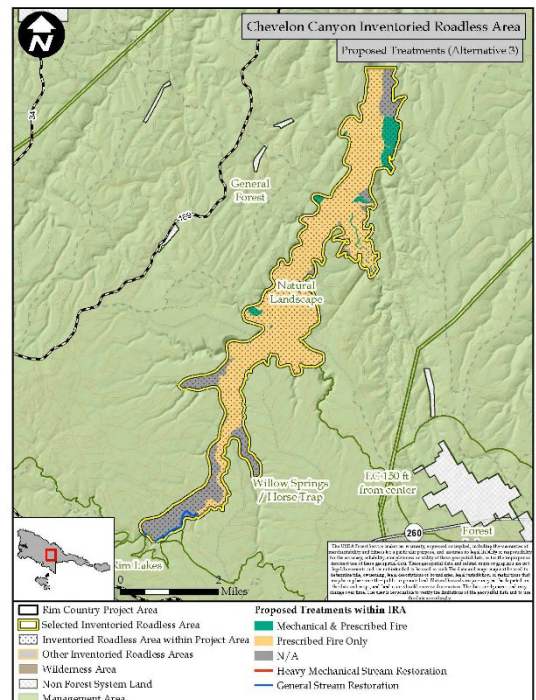 Chevelon Canyon Inventoried Roadless Area
Proposed Treatments (Alternative 3)
N
34
169
General
Forest
Natural
Landscape
Willow Springs
/ Horse Trap
EC-150 ft
from center
260
Forest
Rim Lakes
0
2
Miles
Rim Country Project Area
Selected Inventoried Roadless Area
Inventoried Roadless Area within Project Area
Other Inventoried Roadless Areas
Wilderness Area
Non Forest System Land
Management Area
Proposed Treatments within IRA
Mechanical & Prescribed Fire
Prescribed Fire Only
N/A
Heavy Mechanical Stream Restoration
General Stream Restoration